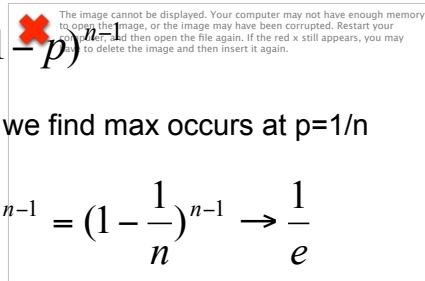 The image cannot be displayed. Your computer may not have enough memory
to open the image, or the image may have been corrupted. Restart your
computer, and then open the file again. If the red x still appears, you may
have to delete the image and then insert it again.
− p)^{n−1}
we find max occurs at p=1/n
^{n−1} = (1 − 1/n)^{n−1} → 1/e